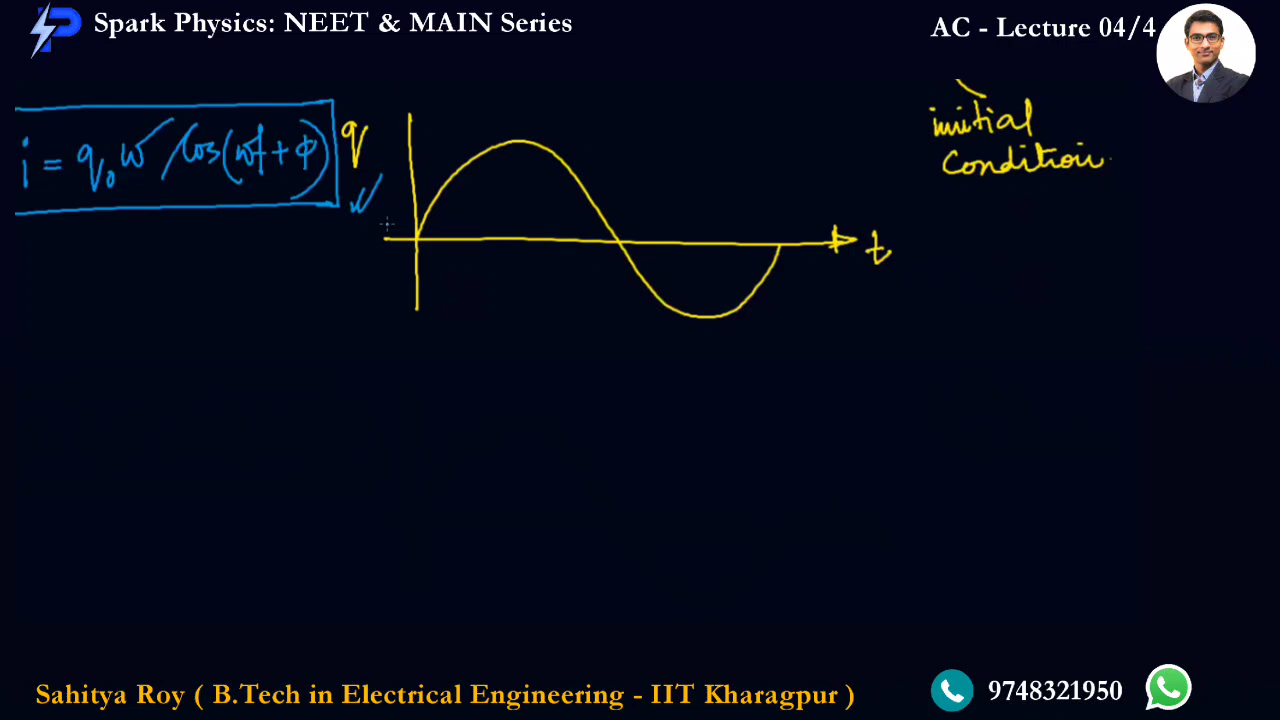 Spark Physics: NEET & MAIN Series
AC - Lecture 04/4
i = q₀ω cos(ωt + φ)
q
initial
Condition
t
Sahitya Roy ( B.Tech in Electrical Engineering - IIT Kharagpur )
9748321950